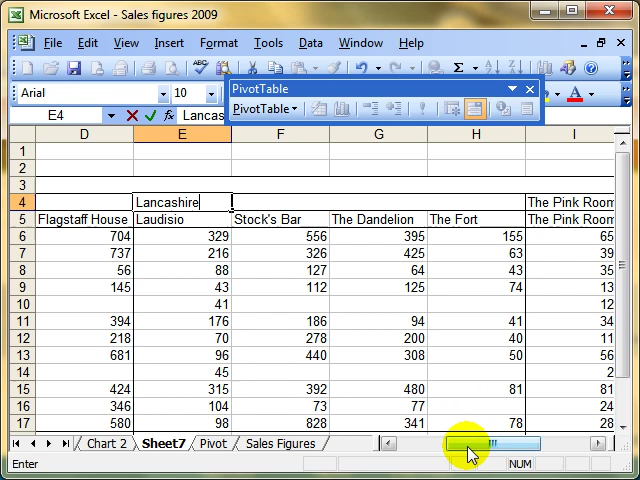 Microsoft Excel - Sales figures 2009
File Edit View Insert Format Tools Data Window Help
PivotTable
Arial 10
PivotTable
E4 Lancas
D E F G H I
1
2
3
4 Lancashire The Pink Room
5 Flagstaff House Laudisio Stock's Bar The Dandelion The Fort The Pink Room
6 704 329 556 395 155 65
7 737 216 326 425 63 39
8 56 88 127 64 43 35
9 145 43 112 125 74 13
10 41 12
11 394 176 186 94 41 34
12 218 70 278 200 40 11
13 681 96 440 308 50 56
14 45 2
15 424 315 392 480 81 81
16 346 104 73 77 24
17 580 98 828 341 78 28
Chart 2 Sheet7 Pivot Sales Figures
Enter NUM